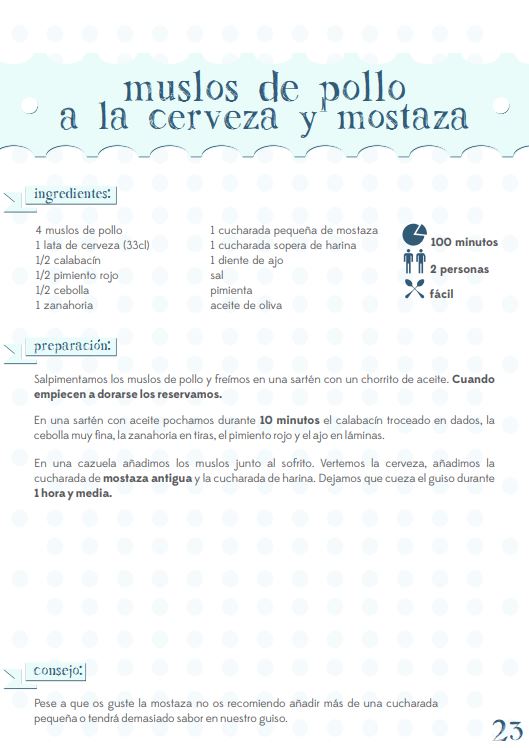 muslos de pollo
a la cerveza y mostaza
ingredientes:
4 muslos de pollo
1 lata de cerveza (33cl)
1/2 calabacín
1/2 pimiento rojo
1/2 cebolla
1 zanahoria
1 cucharada pequeña de mostaza
1 cucharada sopera de harina
1 diente de ajo
sal
pimienta
aceite de oliva
100 minutos
2 personas
fácil
preparación:
Salpimentamos los muslos de pollo y freímos en una sartén con un chorrito de aceite. Cuando
empiecen a dorarse los reservamos.
En una sartén con aceite pochamos durante 10 minutos el calabacín troceado en dados, la
cebolla muy fina, la zanahoria en tiras, el pimiento rojo y el ajo en láminas.
En una cazuela añadimos los muslos junto al sofrito. Vertemos la cerveza, añadimos la
cucharada de mostaza antigua y la cucharada de harina. Dejamos que cueza el guiso durante
1 hora y media.
consejo:
Pese a que os guste la mostaza no os recomiendo añadir más de una cucharada
pequeña o tendrá demasiado sabor en nuestro guiso.
23